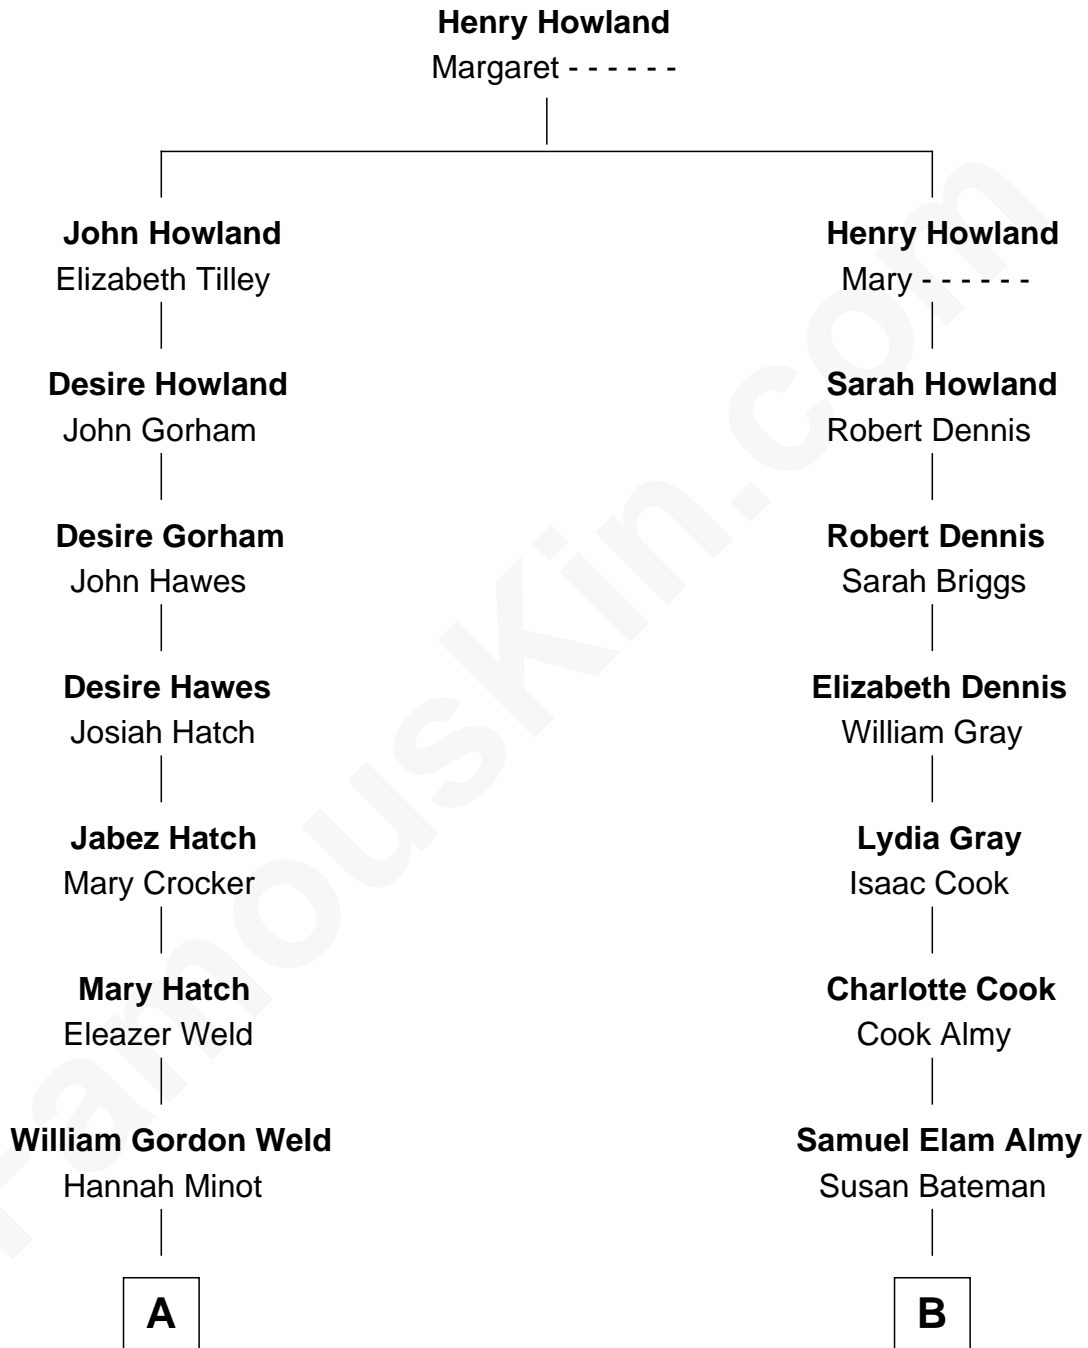 Henry Howland
Margaret - - - - - -
John Howland
Elizabeth Tilley
Henry Howland
Mary - - - - - -
Desire Howland
John Gorham
Sarah Howland
Robert Dennis
Desire Gorham
John Hawes
Robert Dennis
Sarah Briggs
Desire Hawes
Josiah Hatch
Elizabeth Dennis
William Gray
Jabez Hatch
Mary Crocker
Lydia Gray
Isaac Cook
Mary Hatch
Eleazer Weld
Charlotte Cook
Cook Almy
William Gordon Weld
Hannah Minot
Samuel Elam Almy
Susan Bateman
A
B
FamousKin.com